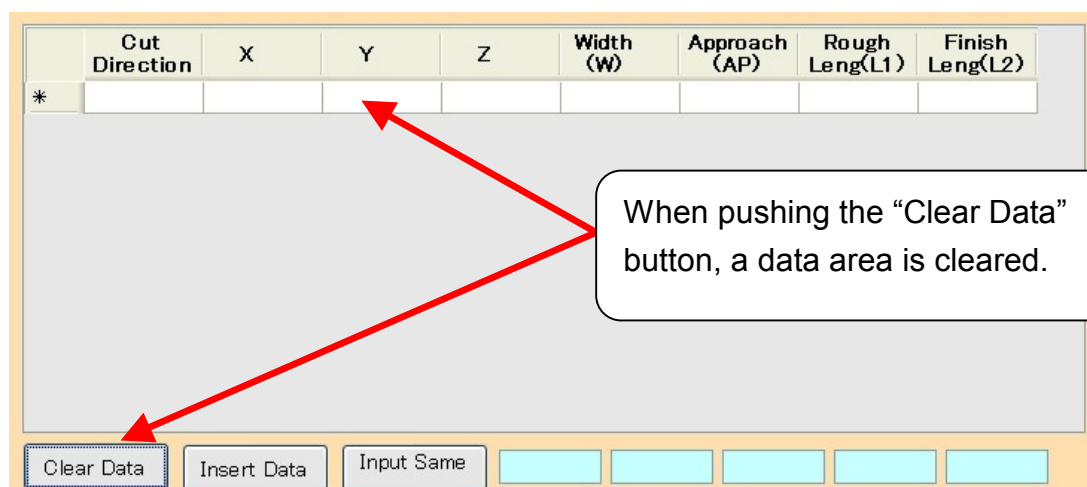 Cut Direction X Y Z Width (W) Approach (AP) Rough Leng(L1) Finish Leng(L2)
*
When pushing the “Clear Data”
button, a data area is cleared.
Clear Data Insert Data Input Same